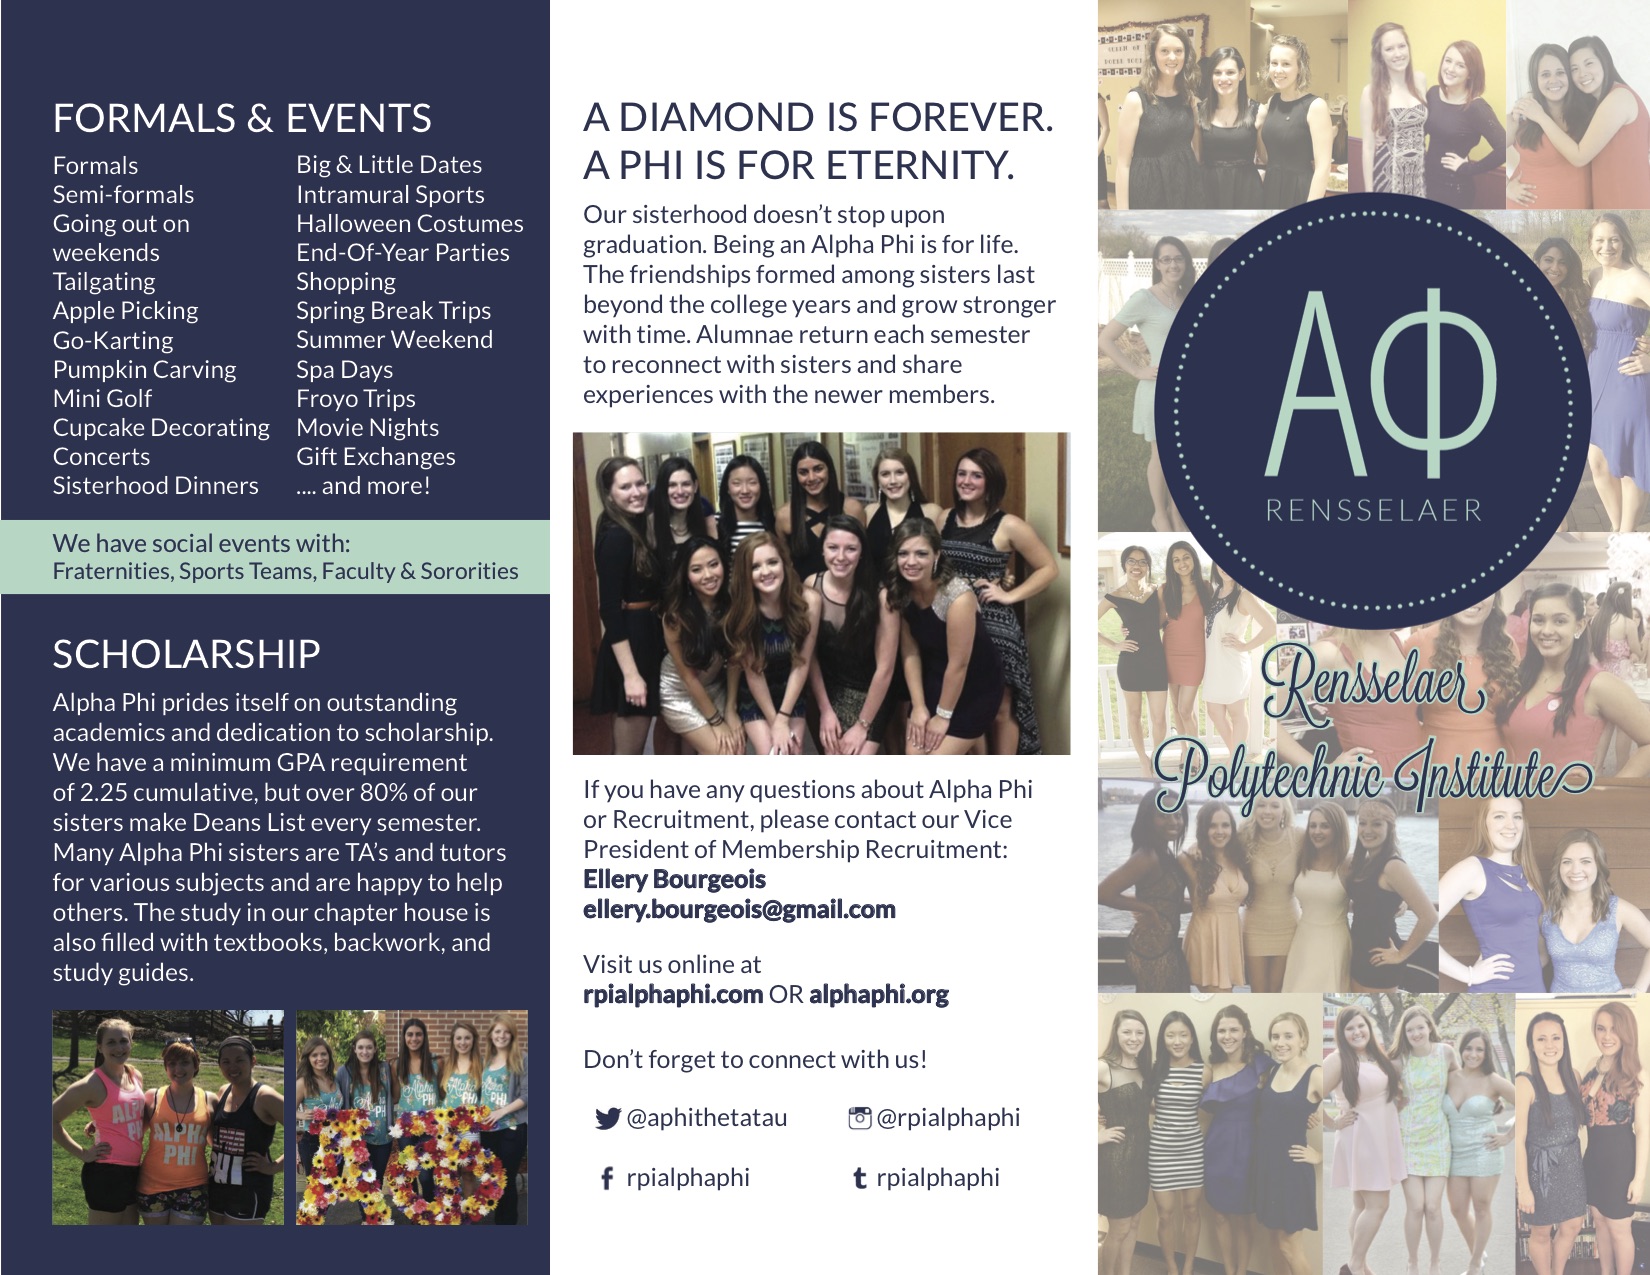 FORMALS & EVENTS
Formals
Semi-formals
Going out on
weekends
Tailgating
Apple Picking
Go-Karting
Pumpkin Carving
Mini Golf
Cupcake Decorating
Concerts
Sisterhood Dinners
Big & Little Dates
Intramural Sports
Halloween Costumes
End-Of-Year Parties
Shopping
Spring Break Trips
Summer Weekend
Spa Days
Froyo Trips
Movie Nights
Gift Exchanges
.... and more!
We have social events with:
Fraternities, Sports Teams, Faculty & Sororities
SCHOLARSHIP
Alpha Phi prides itself on outstanding
academics and dedication to scholarship.
We have a minimum GPA requirement
of 2.25 cumulative, but over 80% of our
sisters make Deans List every semester.
Many Alpha Phi sisters are TA's and tutors
for various subjects and are happy to help
others. The study in our chapter house is
also filled with textbooks, backwork, and
study guides.
ALPHA
PHI
AΦ
A DIAMOND IS FOREVER.
A PHI IS FOR ETERNITY.
Our sisterhood doesn't stop upon
graduation. Being an Alpha Phi is for life.
The friendships formed among sisters last
beyond the college years and grow stronger
with time. Alumnae return each semester
to reconnect with sisters and share
experiences with the newer members.
If you have any questions about Alpha Phi
or Recruitment, please contact our Vice
President of Membership Recruitment:
Ellery Bourgeois
ellery.bourgeois@gmail.com
Visit us online at
rpialphaphi.com OR alphaphi.org
Don't forget to connect with us!
@aphithetatau
@rpialphaphi
rpialphaphi
rpialphaphi
AΦ
RENSSELAER
Rensselaer
Polytechnic Institute